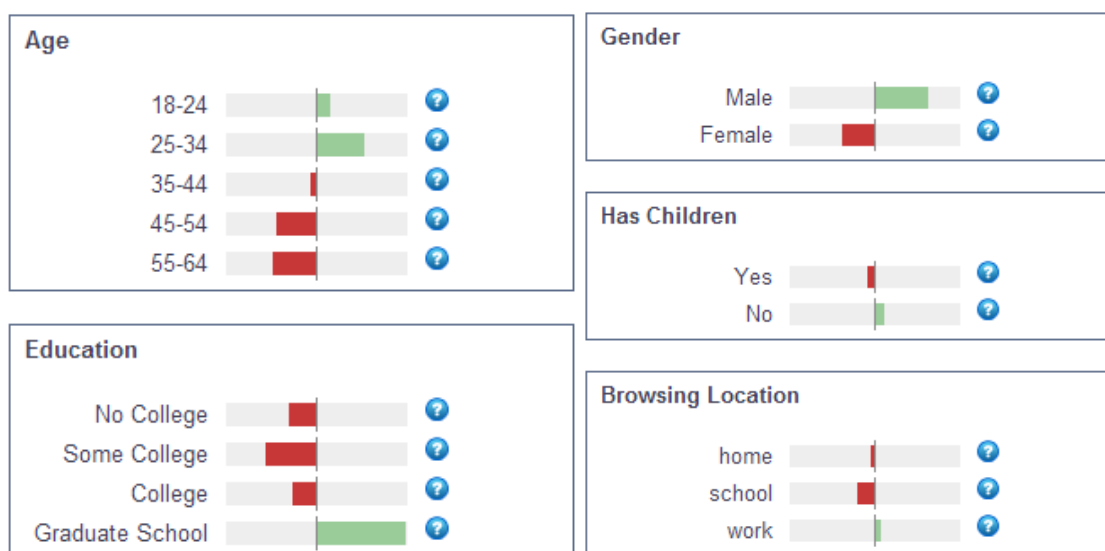 Age
18-24
25-34
35-44
45-54
55-64
Education
No College
Some College
College
Graduate School
Gender
Male
Female
Has Children
Yes
No
Browsing Location
home
school
work